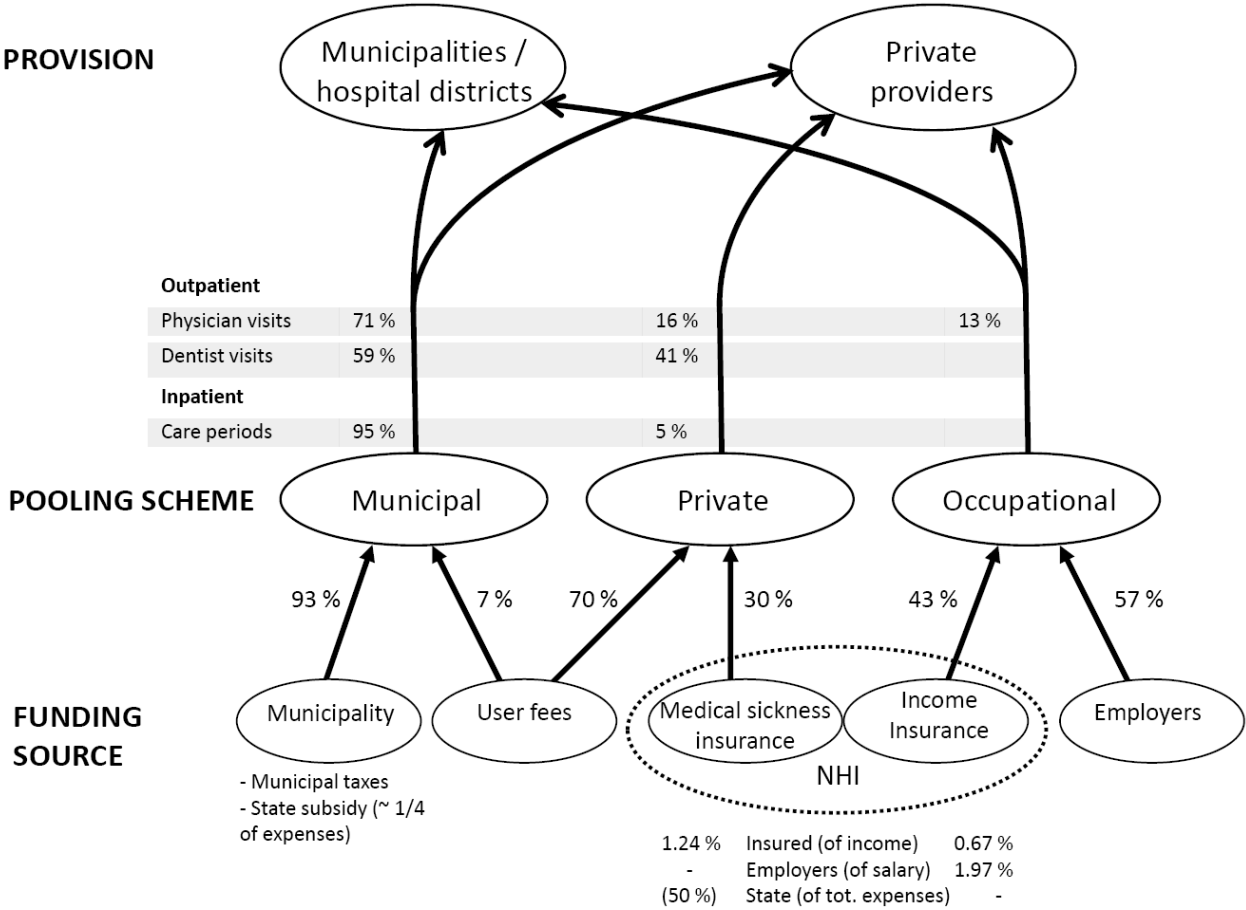 PROVISION
Municipalities /
hospital districts
Private
providers
Outpatient
Physician visits 71 % 16 % 13 %
Dentist visits 59 % 41 %
Inpatient
Care periods 95 % 5 %
POOLING SCHEME
Municipal
Private
Occupational
93 % 7 % 70 % 30 % 43 % 57 %
FUNDING
SOURCE
Municipality
User fees
Medical sickness
insurance
Income
Insurance
Employers
NHI
- Municipal taxes
- State subsidy (~ 1/4
of expenses)
1.24 % Insured (of income) 0.67 %
- Employers (of salary) 1.97 %
(50 %) State (of tot. expenses) -